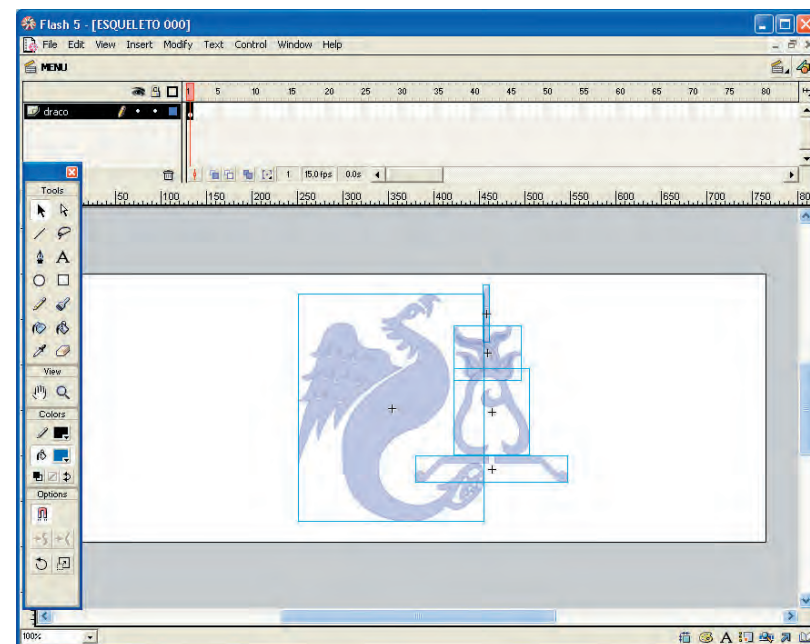 Flash 5 - [ESQUELETO 000]
File Edit View Insert Modify Text Control Window Help
MENU
1 5 10 15 20 25 30 35 40 45 50 55 60 65 70 75 80
draco
1 15.0 fps 0.0s
Tools
50 100 150 200 250 300 350 400 450 500 550 600 650 700 750 80
A
View
Colors
Options
100%
A